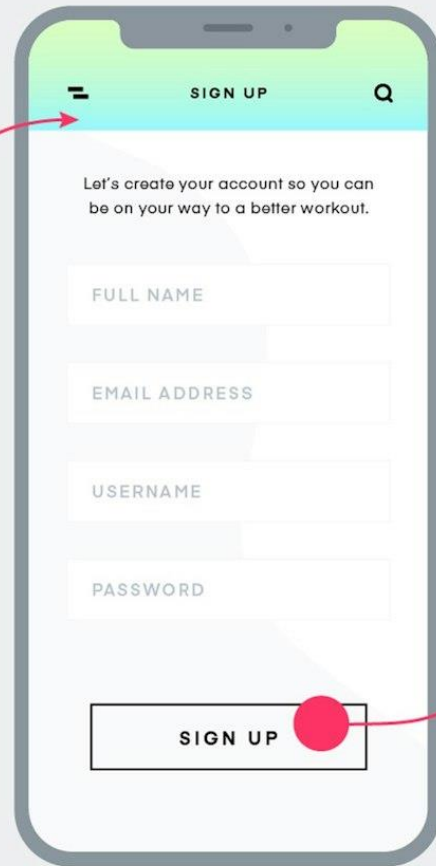 SIGN UP
Let's create your account so you can
be on your way to a better workout.
FULL NAME
EMAIL ADDRESS
USERNAME
PASSWORD
SIGN UP